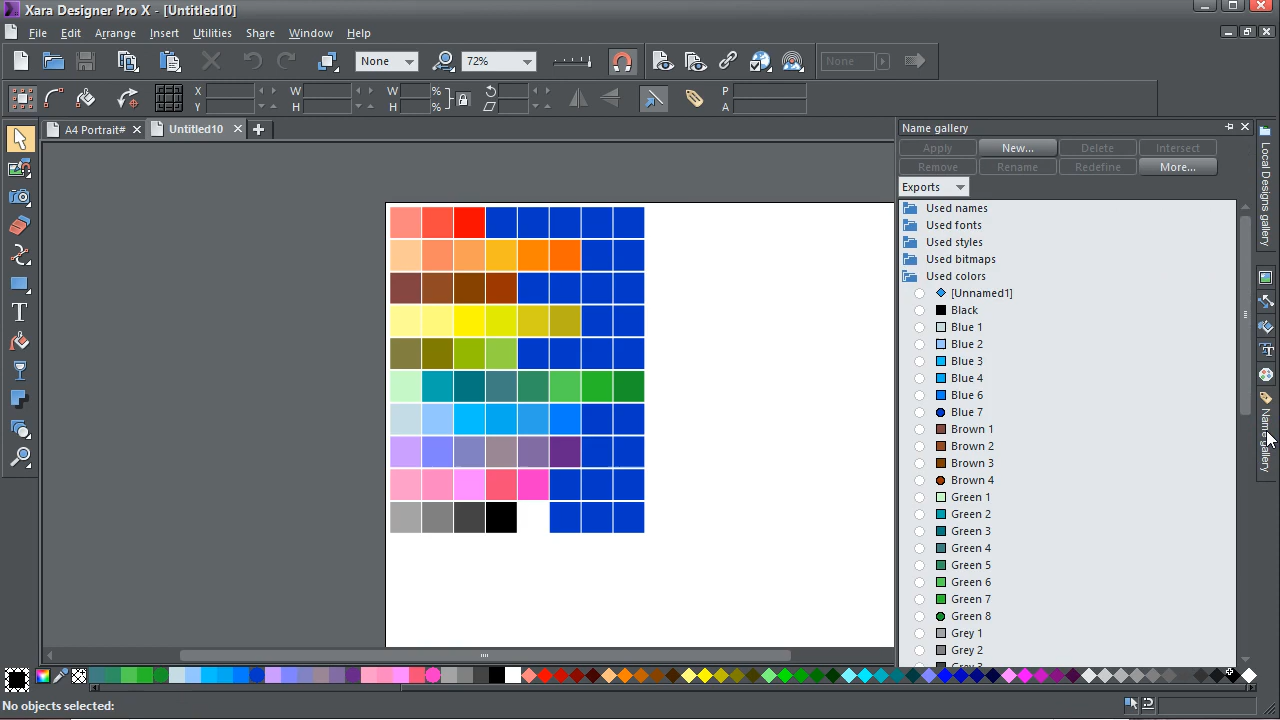 Xara Designer Pro X - [Untitled10]
File Edit Arrange Insert Utilities Share Window Help
None 72% None
X W W % P
Y H H % A
A4 Portrait# Untitled10
Name gallery
Apply New... Delete Intersect
Remove Rename Redefine More...
Exports
Used names
Used fonts
Used styles
Used bitmaps
Used colors
[Unnamed1]
Black
Blue 1
Blue 2
Blue 3
Blue 4
Blue 6
Blue 7
Brown 1
Brown 2
Brown 3
Brown 4
Green 1
Green 2
Green 3
Green 4
Green 5
Green 6
Green 7
Green 8
Grey 1
Grey 2
Grey 3
Local Designs gallery
Name gallery
No objects selected: